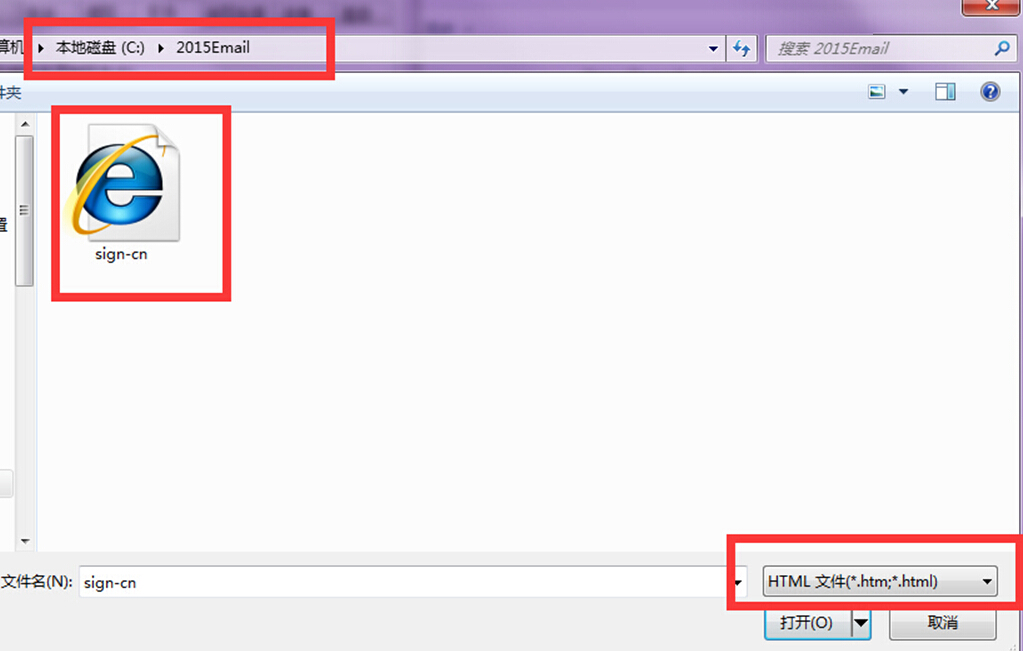 算机 ▸ 本地磁盘 (C:) ▸ 2015Email
搜索 2015Email
件夹
置
sign-cn
文件名(N): sign-cn
HTML 文件(*.htm;*.html)
打开(O)
取消